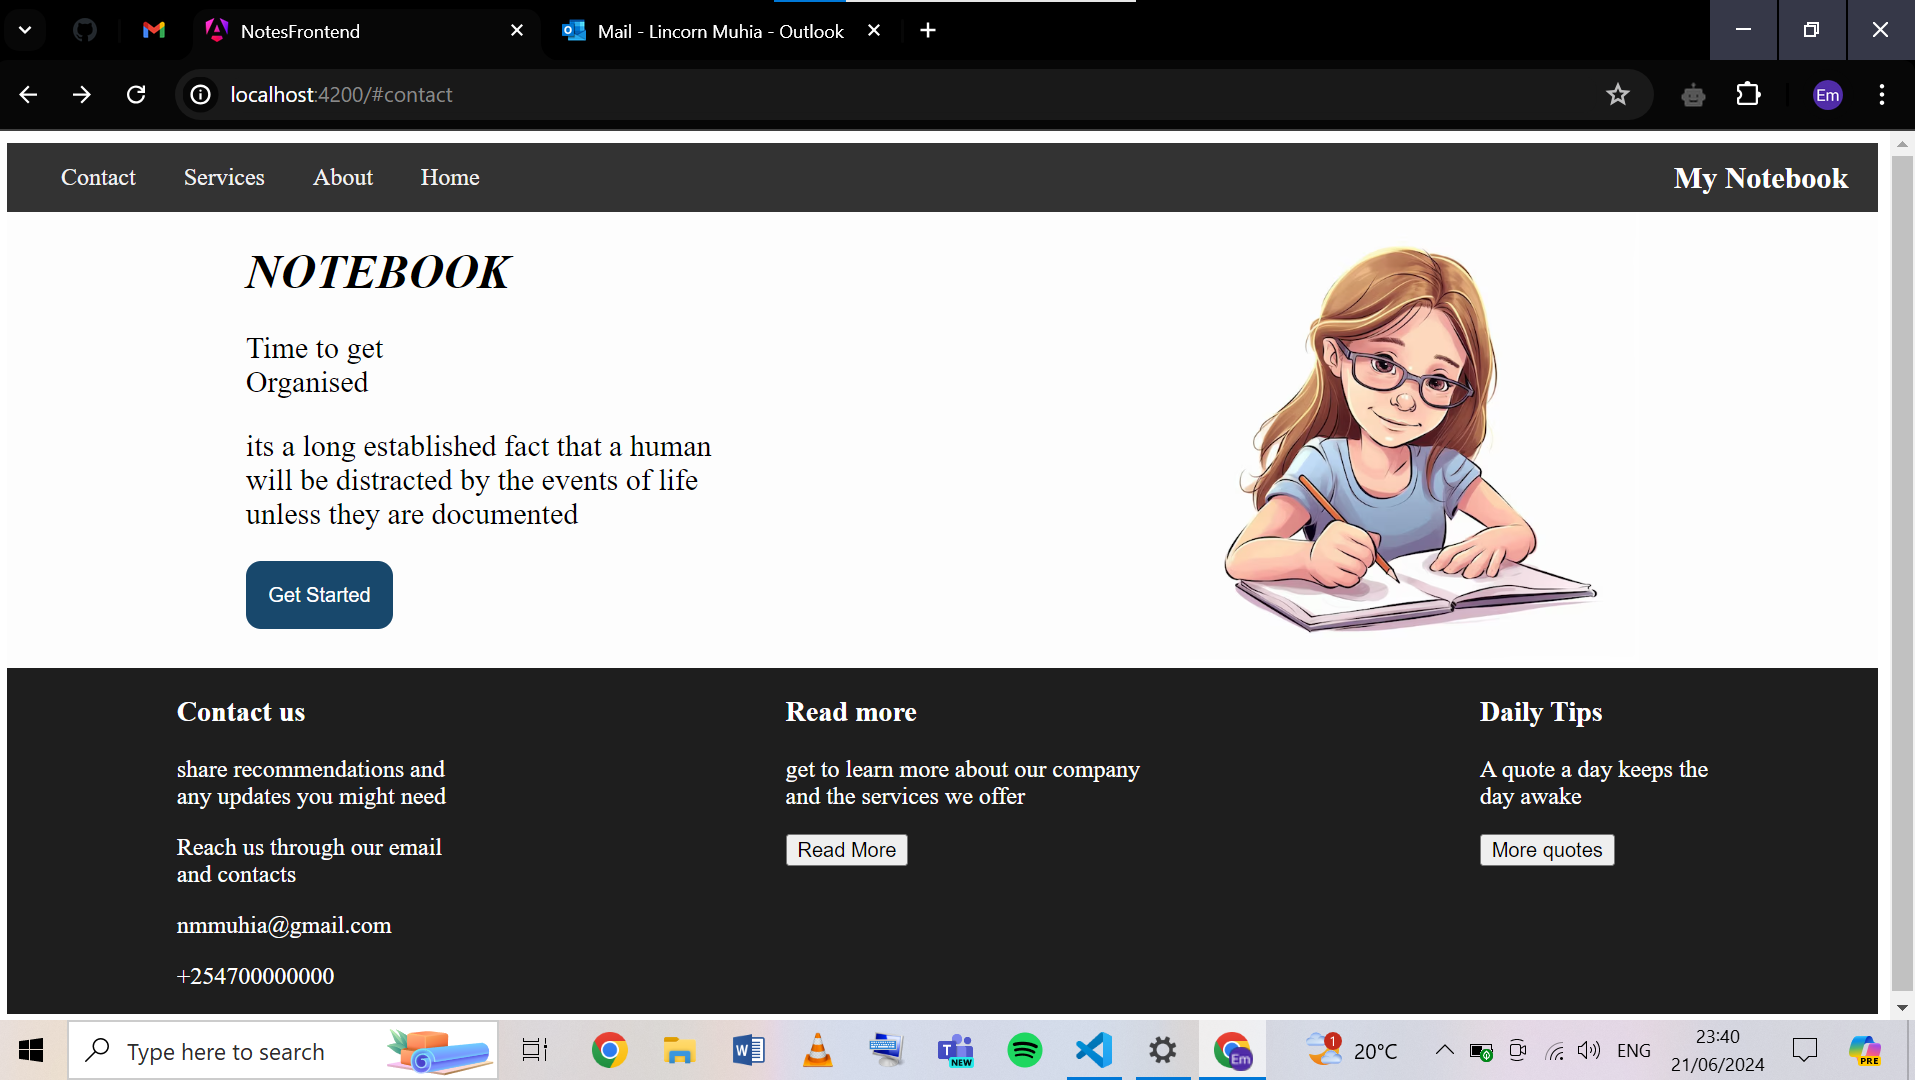 NotesFrontend
Mail - Lincorn Muhia - Outlook
localhost:4200/#contact
Em
Contact Services About Home My Notebook
NOTEBOOK
Time to get
Organised
its a long established fact that a human
will be distracted by the events of life
unless they are documented
Get Started
Contact us
share recommendations and
any updates you might need
Reach us through our email
and contacts
nmmuhia@gmail.com
+254700000000
Read more
get to learn more about our company
and the services we offer
Read More
Daily Tips
A quote a day keeps the
day awake
More quotes
Type here to search
W
T
NEW
Em
1
20°C
ENG
23:40
21/06/2024
PRE